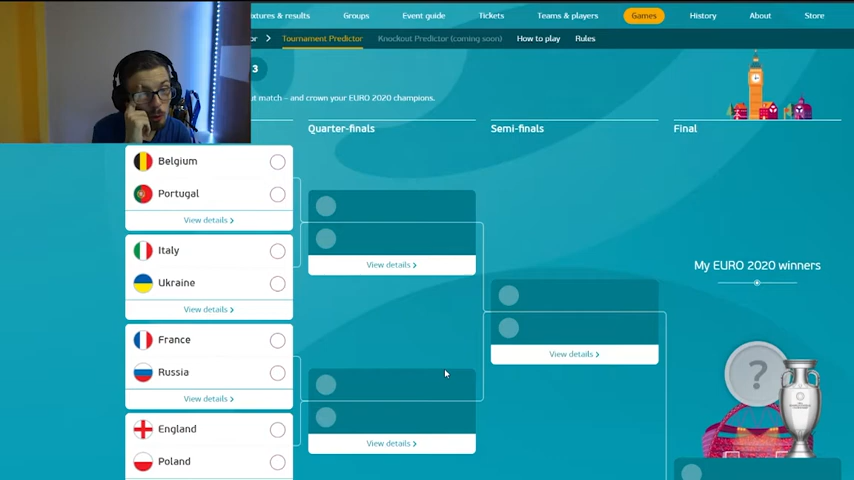 xtures & results Groups Event guide Tickets Teams & players Games History About Store
or Tournament Predictor Knockout Predictor (coming soon) How to play Rules
3
ut match – and crown your EURO 2020 champions.
Quarter-finals Semi-finals Final
Belgium
Portugal
View details
Italy
Ukraine
View details
View details
My EURO 2020 winners
France
View details
Russia
?
View details
England
View details
Poland